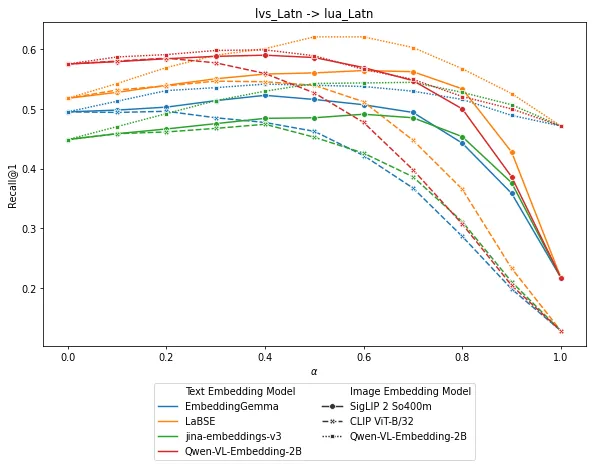 lvs_Latn -> lua_Latn
Recall@1
0.6
0.5
0.4
0.3
0.2
0.0 0.2 0.4 0.6 0.8 1.0
α
Text Embedding Model Image Embedding Model
EmbeddingGemma SigLIP 2 So400m
LaBSE CLIP ViT-B/32
jina-embeddings-v3 Qwen-VL-Embedding-2B
Qwen-VL-Embedding-2B